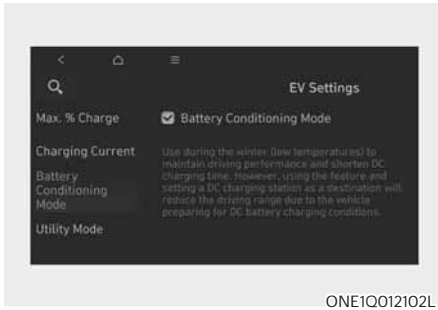 EV Settings
Max. % Charge
Battery Conditioning Mode
Charging Current
Use during the winter (low temperatures) to
maintain driving performance and shorten DC
charging time. However, using the feature and
setting a DC charging station as a destination will
reduce the driving range due to the vehicle
preparing for DC battery charging conditions.
Battery
Conditioning
Mode
Utility Mode
ONE1Q012102L